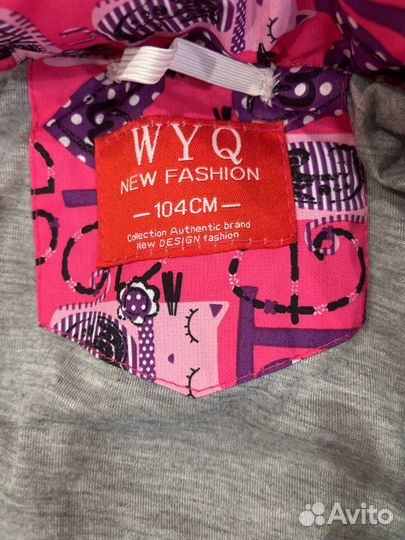 WYQ
NEW FASHION
—104CM—
Collection Authentic brand
New DESIGN fashion
Avito